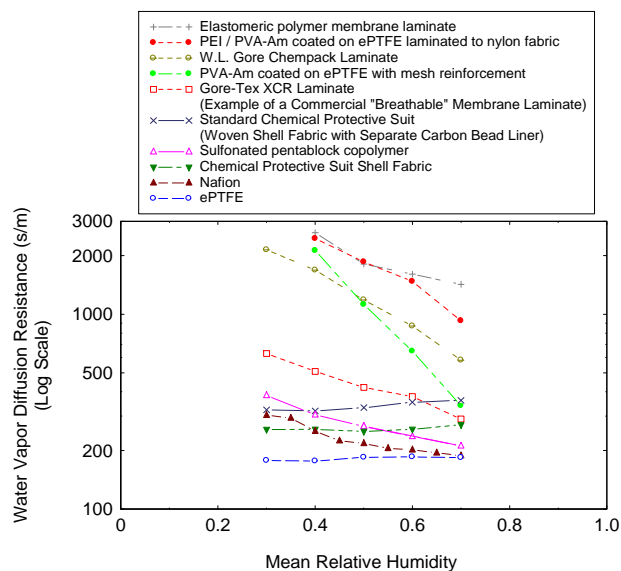 Elastomeric polymer membrane laminate
PEI / PVA-Am coated on ePTFE laminated to nylon fabric
W.L. Gore Chempack Laminate
PVA-Am coated on ePTFE with mesh reinforcement
Gore-Tex XCR Laminate
(Example of a Commercial "Breathable" Membrane Laminate)
Standard Chemical Protective Suit
(Woven Shell Fabric with Separate Carbon Bead Liner)
Sulfonated pentablock copolymer
Chemical Protective Suit Shell Fabric
Nafion
ePTFE
Water Vapor Diffusion Resistance (s/m)
(Log Scale)
3000
2000
1000
500
200
100
0
0.2
0.4
0.6
0.8
1.0
Mean Relative Humidity